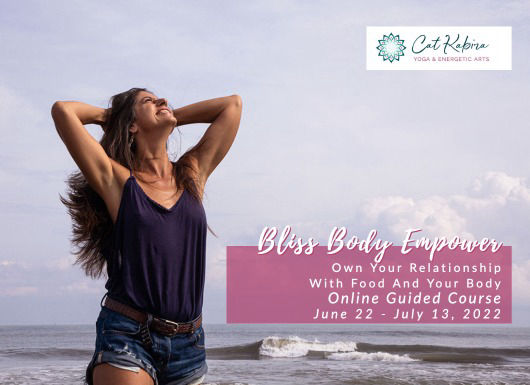 Cat Kabira
YOGA & ENERGETIC ARTS
Bliss Body Empower
Own Your Relationship
With Food And Your Body
Online Guided Course
June 22 - July 13, 2022